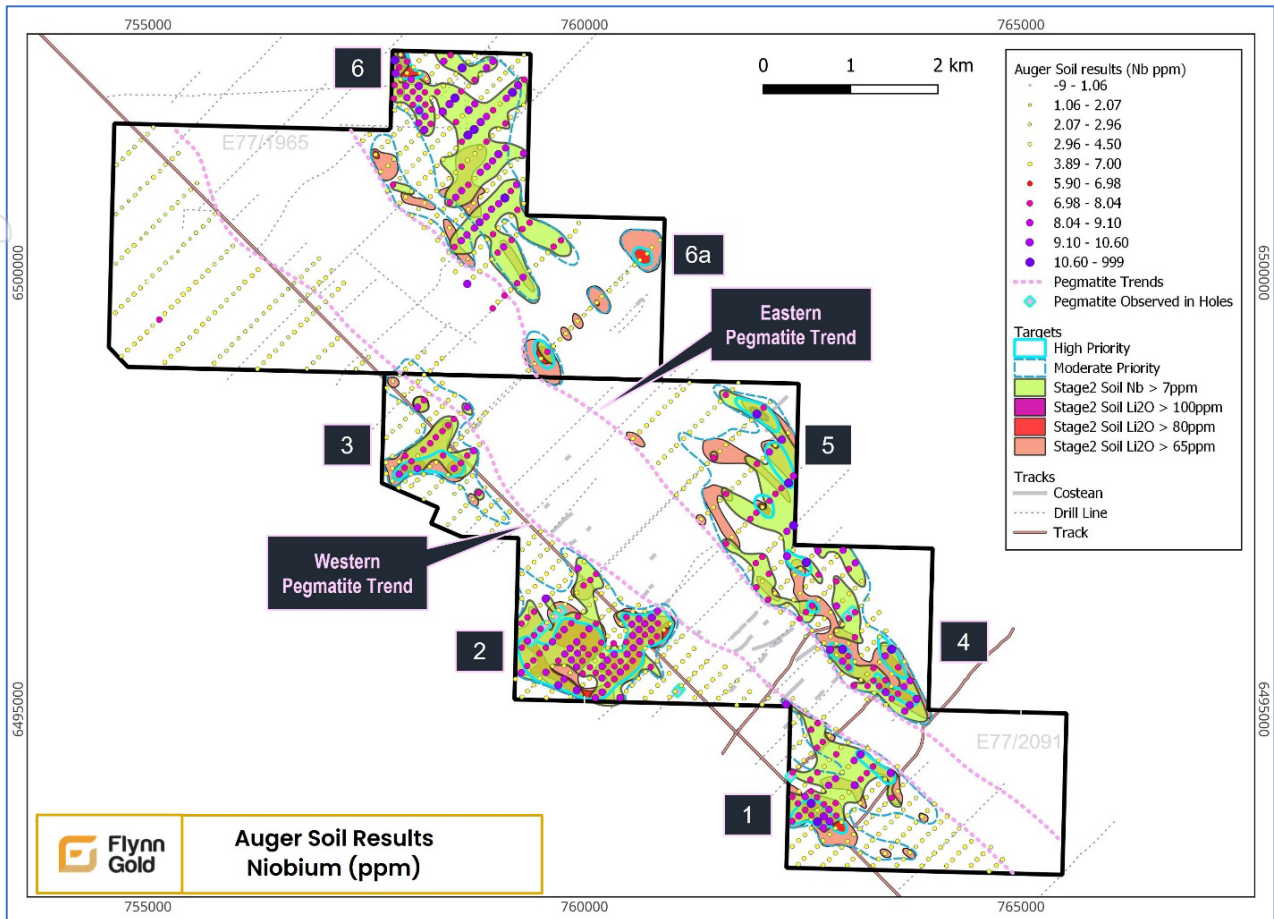 755000
760000
765000
6
0 1 2 km
Auger Soil results (Nb ppm)
-9 - 1.06
1.06 - 2.07
2.07 - 2.96
2.96 - 4.50
3.89 - 7.00
5.90 - 6.98
6.98 - 8.04
8.04 - 9.10
9.10 - 10.60
10.60 - 999
Pegmatite Trends
Pegmatite Observed in Holes
Targets
High Priority
Moderate Priority
Stage2 Soil Nb > 7ppm
Stage2 Soil Li2O > 100ppm
Stage2 Soil Li2O > 80ppm
Stage2 Soil Li2O > 65ppm
Tracks
Costean
Drill Line
Track
E77/1965
6500000
6500000
6a
Eastern
Pegmatite Trend
3
5
Western
Pegmatite Trend
2
4
6495000
6495000
E77/2091
1
Flynn
Gold
Auger Soil Results
Niobium (ppm)
755000
760000
765000